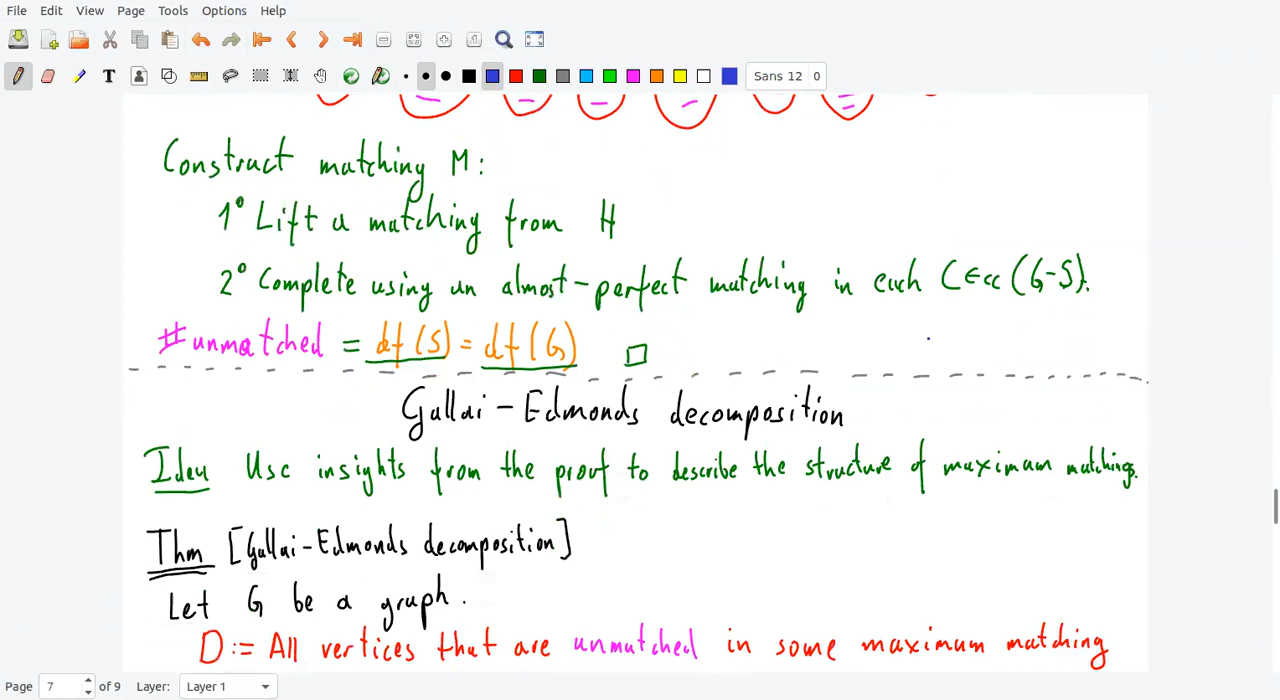 File Edit View Page Tools Options Help
Sans 12 0
Construct matching M:
1° Lift a matching from H
2° Complete using an almost-perfect matching in each C∈cc(G-S).
#unmatched = df(S) = df(G) □
Gallai-Edmonds decomposition
Idea Use insights from the proof to describe the structure of maximum matchings.
Thm [Gallai-Edmonds decomposition]
Let G be a graph.
D:= All vertices that are unmatched in some maximum matching
Page 7 of 9 Layer: Layer 1